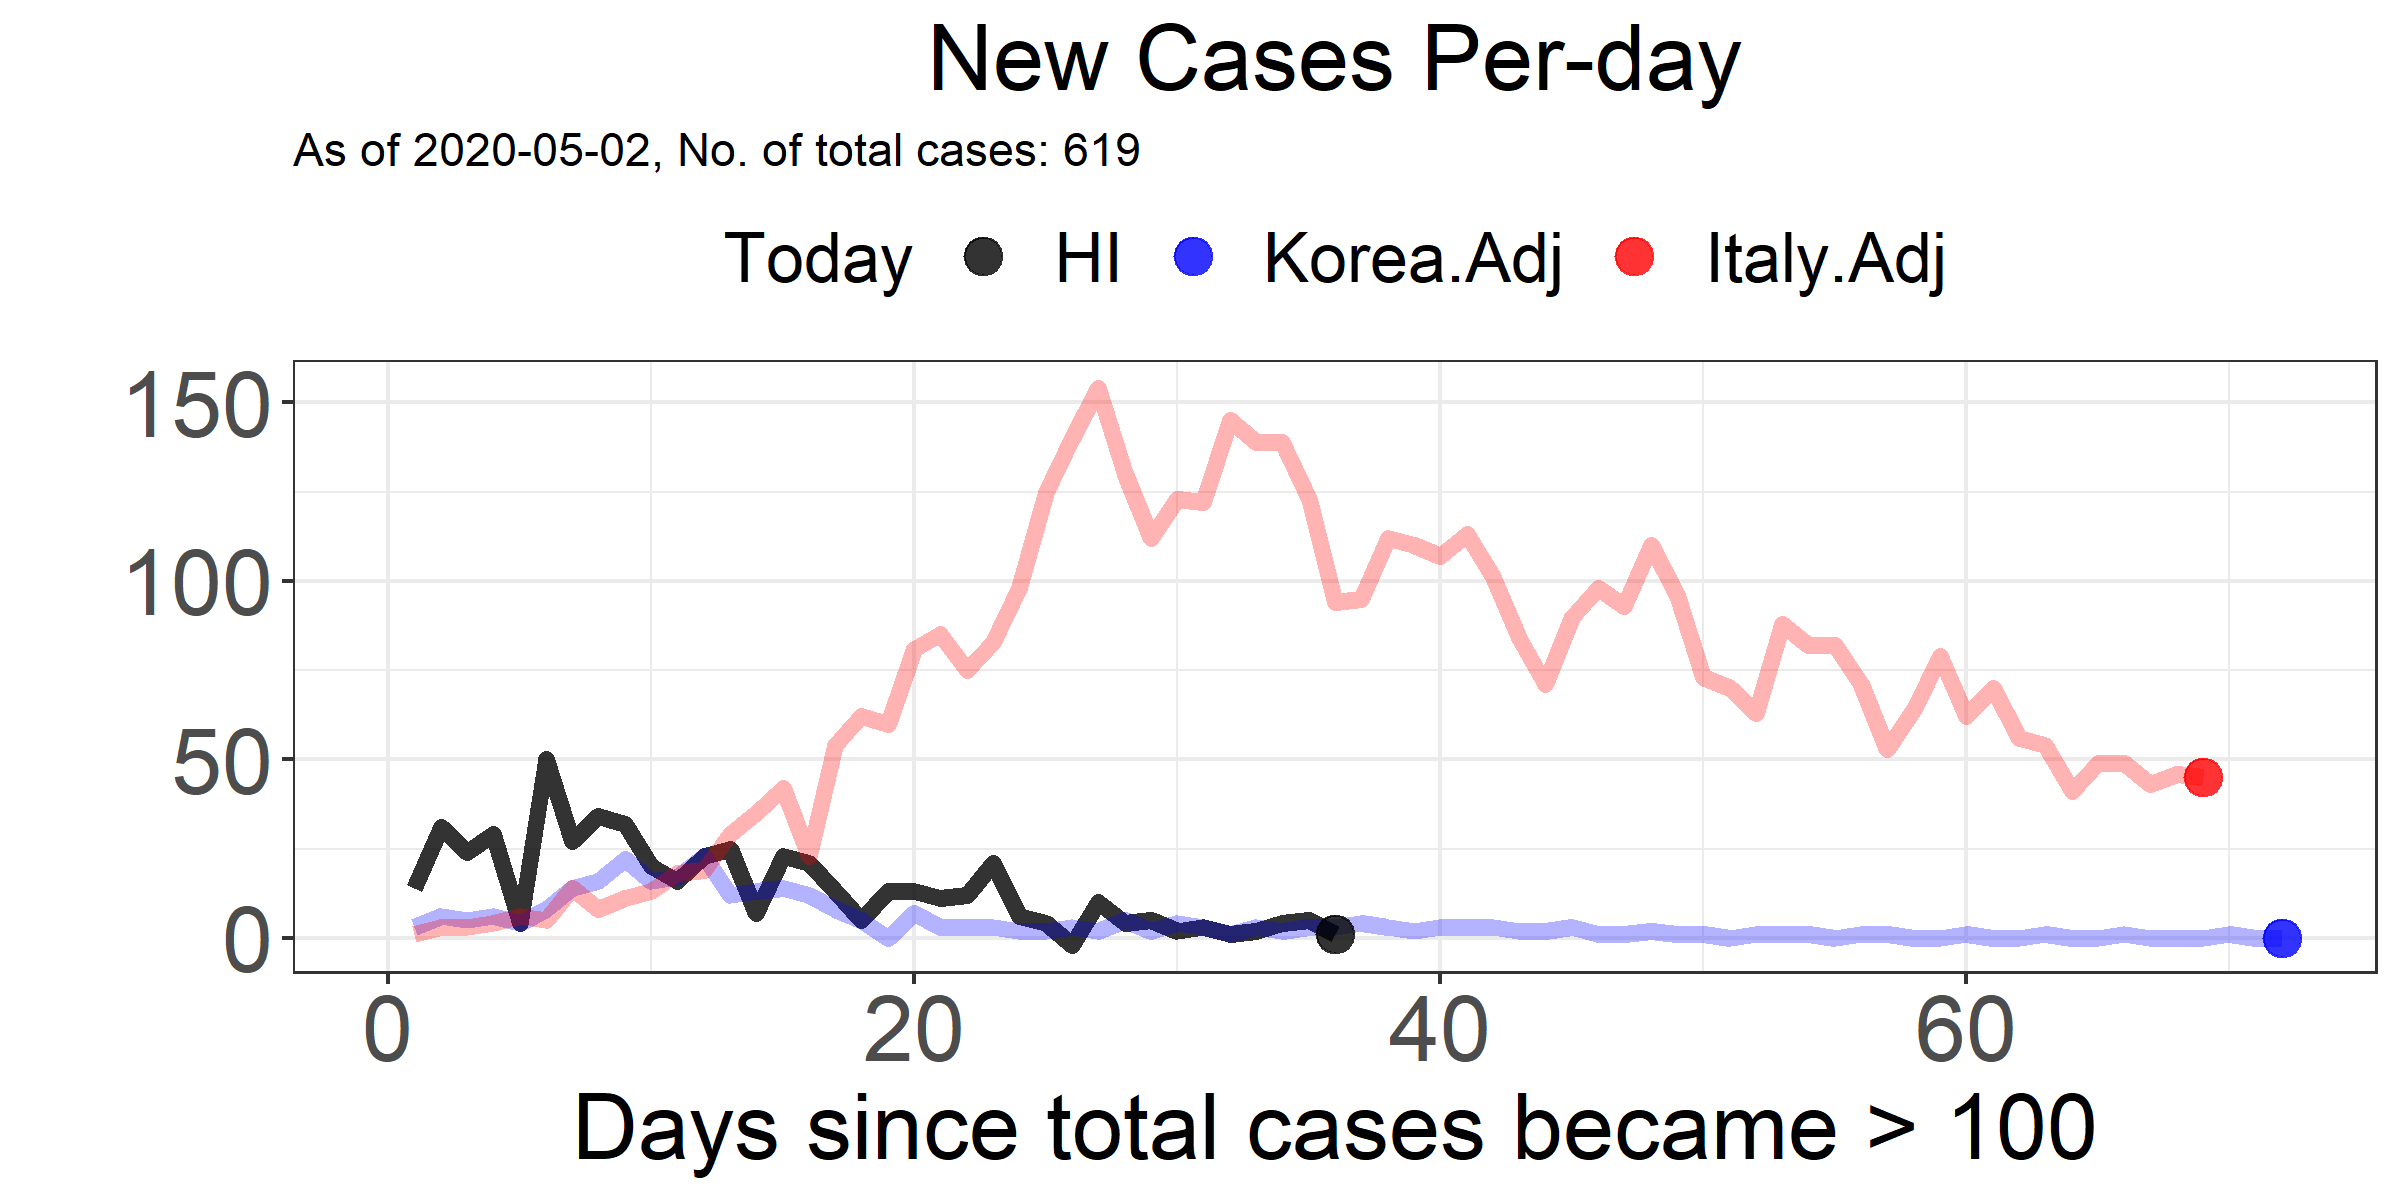 New Cases Per-day
As of 2020-05-02, No. of total cases: 619
Today HI Korea.Adj Italy.Adj
150
100
50
0
0 20 40 60
Days since total cases became > 100